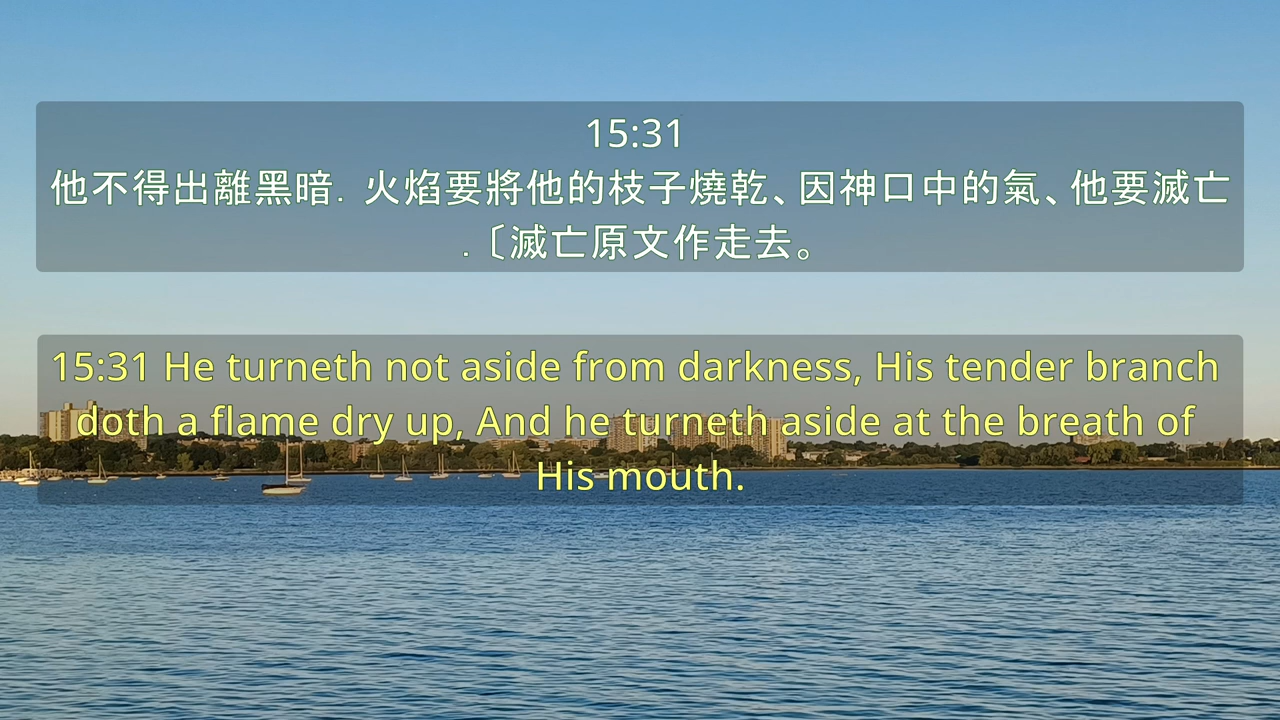 15:31
他不得出離黑暗. 火焰要將他的枝子燒乾、因神口中的氣、他要滅亡
.〔滅亡原文作走去。
15:31 He turneth not aside from darkness, His tender branch
doth a flame dry up, And he turneth aside at the breath of
His mouth.